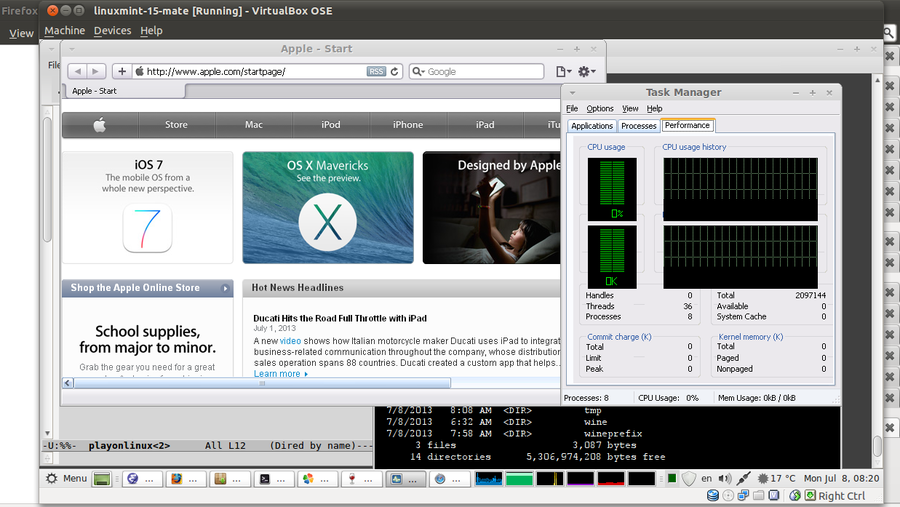 Firefox
linuxmint-15-mate [Running] - VirtualBox OSE
View
Machine Devices Help
Apple - Start
http://www.apple.com/startpage/ RSS Google
Apple - Start
Store Mac iPod iPhone iPad iTu
iOS 7
The mobile OS from a
whole new perspective.
7
OS X Mavericks
See the preview.
X
Designed by Apple
Shop the Apple Online Store
School supplies,
from major to minor.
Grab the gear you need for a great
Hot News Headlines
Ducati Hits the Road Full Throttle with iPad
July 1, 2013
A new video shows how Italian motorcycle maker Ducati uses iPad to integrat
business-related communication throughout the company, whose distribution
sales operation spans 88 countries. Ducati created a custom app that helps...
Learn more
Task Manager
File Options View Help
Applications Processes Performance
CPU usage CPU usage history
0%
0K
Handles 0
Threads 36
Processes 8
Total 2097144
Available 0
System Cache 0
Commit charge (K)
Total 0
Limit 0
Peak 0
Kernel memory (K)
Total 0
Paged 0
Nonpaged 0
Processes: 8 CPU Usage: 0% Mem Usage: 0kB / 0kB
7/8/2013 8:08 AM <DIR> tmp
7/8/2013 6:32 AM <DIR> wine
7/8/2013 7:58 AM <DIR> wineprefix
3 files 3,087 bytes
14 directories 5,306,974,208 bytes free
-U:%%- playonlinux<2> All L12 (Dired by name)---
Menu ... ... ... ... ... ... ... ... en 17 °C Mon Jul 8, 08:20
Right Ctrl